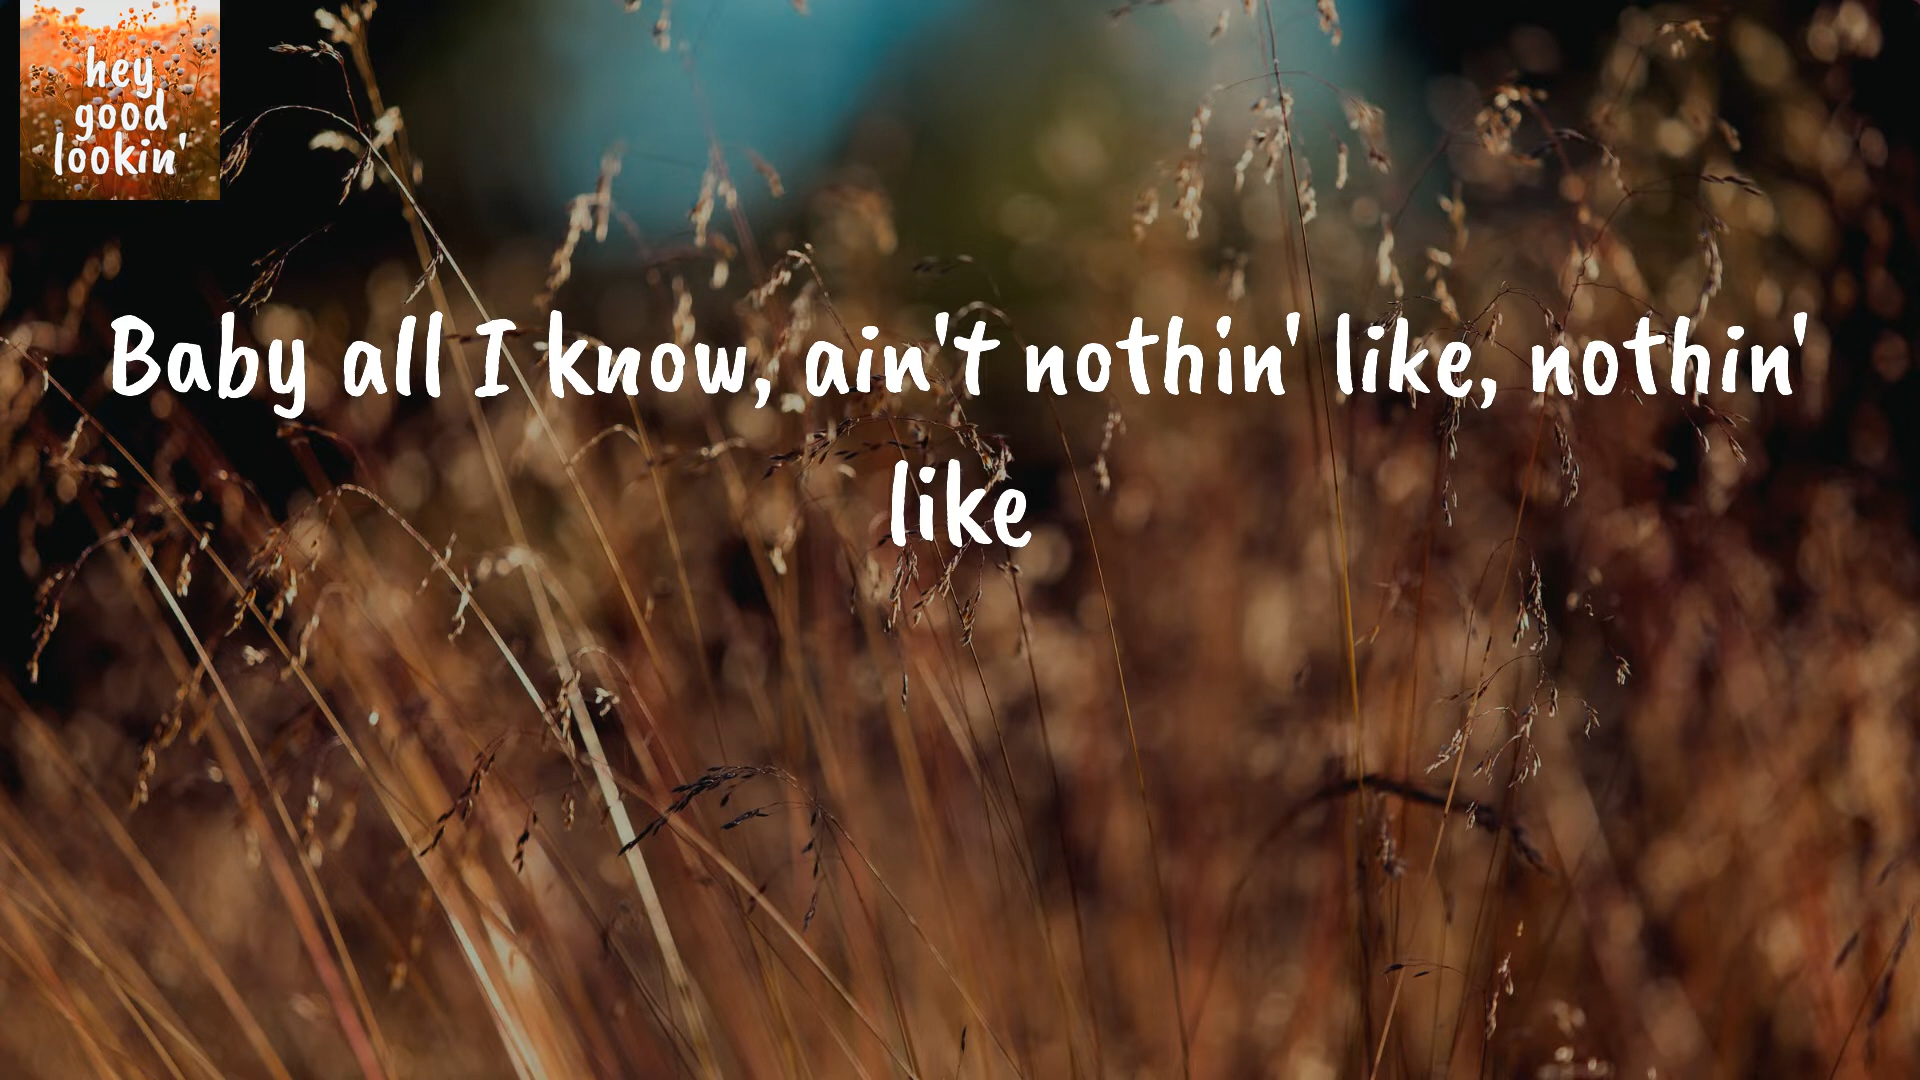 hey,
good
lookin'
Baby all I know, ain't nothin' like, nothin'
like